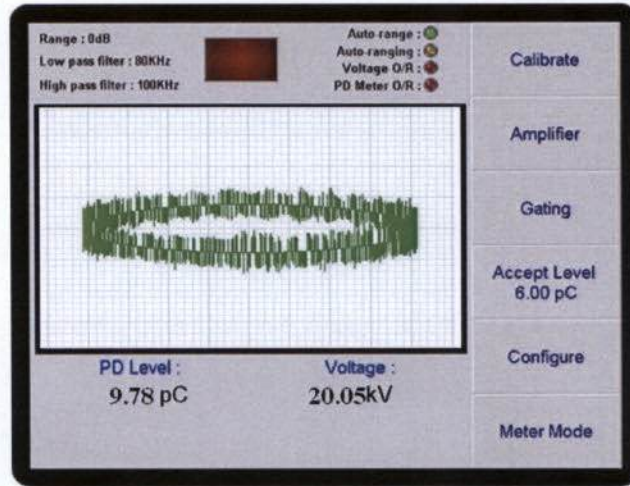 Range : 0dB
Low pass filter : 80KHz
High pass filter : 100KHz
Auto-range :
Auto-ranging :
Voltage O/R :
PD Meter O/R :
Calibrate
Amplifier
Gating
Accept Level
6.00 pC
Configure
Meter Mode
PD Level :
9.78 pC
Voltage :
20.05kV